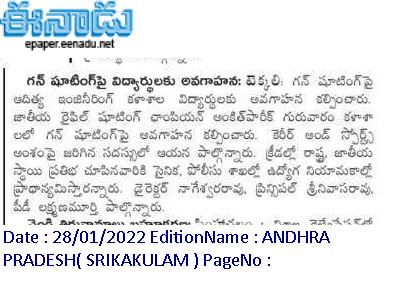 ఈనాడు
epaper.eenadu.net
గన్ షూటింగ్‌పై విద్యార్థులకు అవగాహన: టెక్కలి: గన్ షూటింగ్‌పై
ఆదిత్య ఇంజినీరింగ్ కళాశాల విద్యార్థులకు అవగాహన కల్పించారు.
జాతీయ రైఫిల్ షూటింగ్ ఛాంపియన్ అంకిత్‌పారీక్ గురువారం కళాశా
లలో గన్ షూటింగ్‌పై అవగాహన కల్పించారు. కెరీర్ అండ్ స్పోర్ట్స్
అంశంపై జరిగిన సదస్సులో ఆయన పాల్గొన్నారు. క్రీడల్లో రాష్ట్ర, జాతీయ
స్థాయి ప్రతిభ చూపినవారికి సైనిక, పోలీసు శాఖల్లో ఉద్యోగ నియామకాల్లో
ప్రాధాన్యమిస్తారన్నారు. డైరెక్టర్ నాగేశ్వరరావు, ప్రిన్సిపల్ శ్రీనివాసరావు,
పీడీ లక్ష్మణమూర్తి పాల్గొన్నారు.
Date : 28/01/2022 EditionName : ANDHRA
PRADESH( SRIKAKULAM ) PageNo :